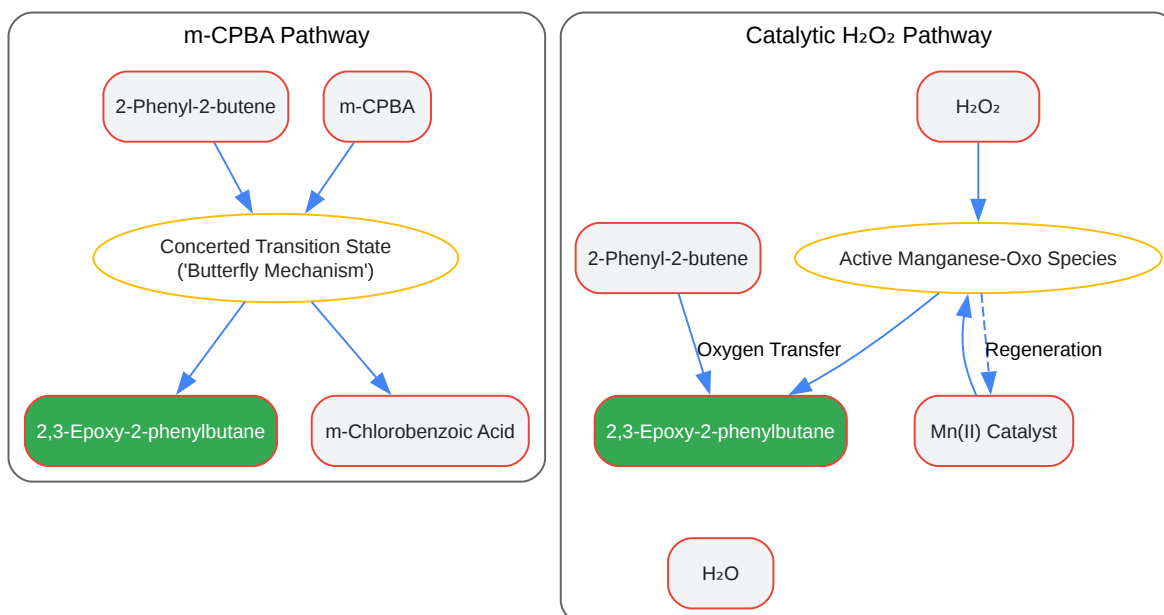 m-CPBA Pathway
2-Phenyl-2-butene
m-CPBA
Concerted Transition State
('Butterfly Mechanism')
2,3-Epoxy-2-phenylbutane
m-Chlorobenzoic Acid
Catalytic H₂O₂ Pathway
H₂O₂
2-Phenyl-2-butene
Active Manganese-Oxo Species
Oxygen Transfer
Regeneration
2,3-Epoxy-2-phenylbutane
Mn(II) Catalyst
H₂O